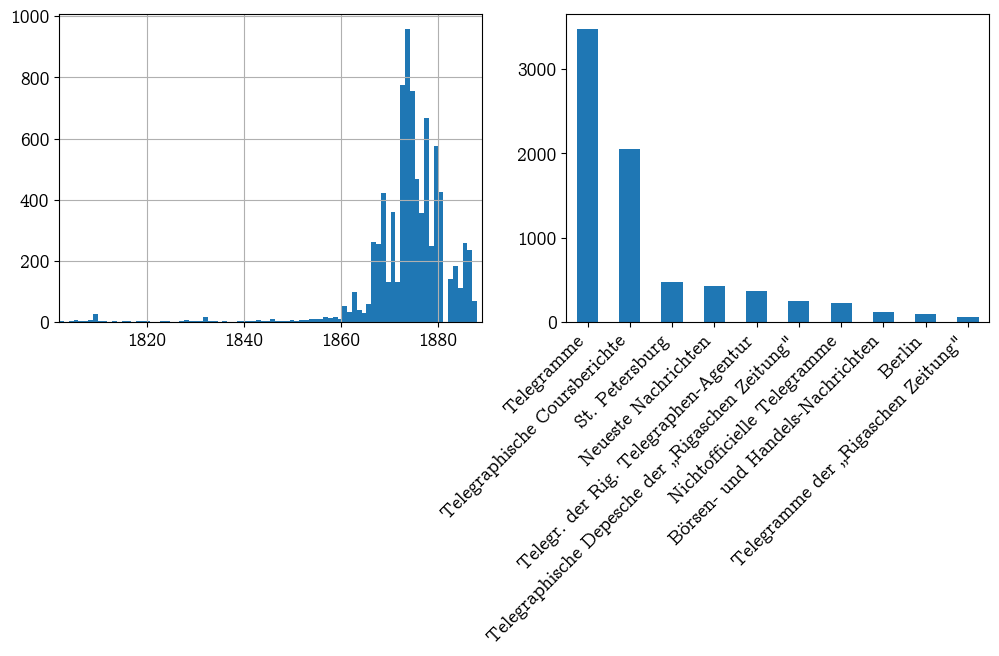 1000
800
600
400
200
0
1820
1840
1860
1880
3000
2000
1000
0
Telegramme
Telegraphische Coursberichte
St. Petersburg
Neueste Nachrichten
Telegr. der Rig. Telegraphen-Agentur
Telegraphische Depesche der „Rigaschen Zeitung"
Nichtofficielle Telegramme
Börsen- und Handels-Nachrichten
Berlin
Telegramme der „Rigaschen Zeitung"